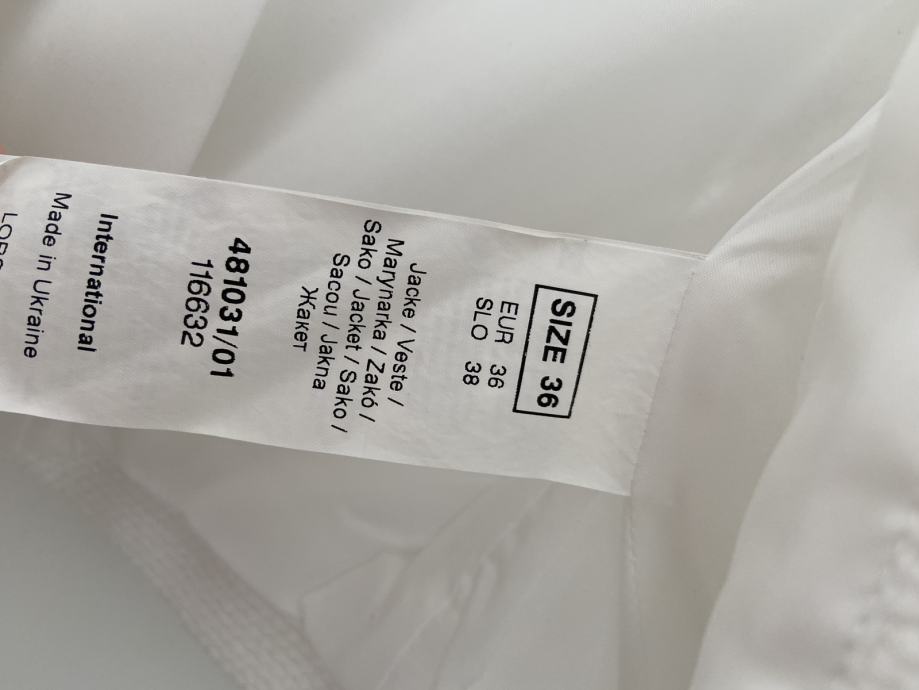 SIZE 36
EUR 36
SLO 38
Jacke / Veste /
Marynarka / Zakó /
Sako / Jacket / Sako /
Sacou / Jakna
Жакет
481031/01
116632
International
Made in Ukraine